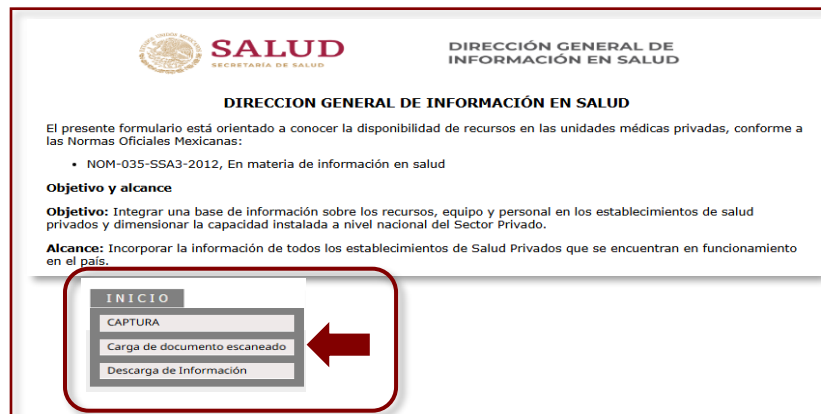 SALUD
SECRETARÍA DE SALUD
DIRECCIÓN GENERAL DE
INFORMACIÓN EN SALUD
DIRECCION GENERAL DE INFORMACIÓN EN SALUD
El presente formulario está orientado a conocer la disponibilidad de recursos en las unidades médicas privadas, conforme a
las Normas Oficiales Mexicanas:
• NOM-035-SSA3-2012, En materia de información en salud
Objetivo y alcance
Objetivo: Integrar una base de información sobre los recursos, equipo y personal en los establecimientos de salud
privados y dimensionar la capacidad instalada a nivel nacional del Sector Privado.
Alcance: Incorporar la información de todos los establecimientos de Salud Privados que se encuentran en funcionamiento
en el país.
INICIO
CAPTURA
Carga de documento escaneado
Descarga de Información